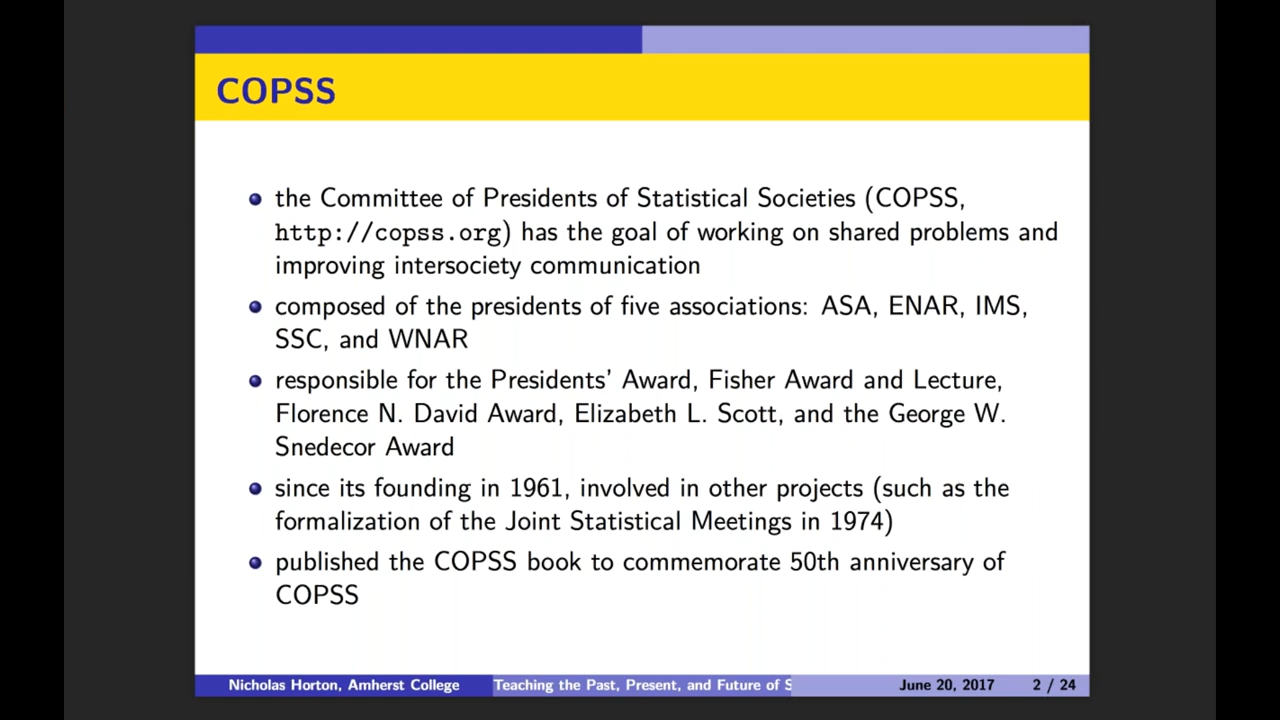 COPSS
the Committee of Presidents of Statistical Societies (COPSS,
http://copss.org) has the goal of working on shared problems and
improving intersociety communication
composed of the presidents of five associations: ASA, ENAR, IMS,
SSC, and WNAR
responsible for the Presidents' Award, Fisher Award and Lecture,
Florence N. David Award, Elizabeth L. Scott, and the George W.
Snedecor Award
since its founding in 1961, involved in other projects (such as the
formalization of the Joint Statistical Meetings in 1974)
published the COPSS book to commemorate 50th anniversary of
COPSS
Nicholas Horton, Amherst College Teaching the Past, Present, and Future of S June 20, 2017 2 / 24